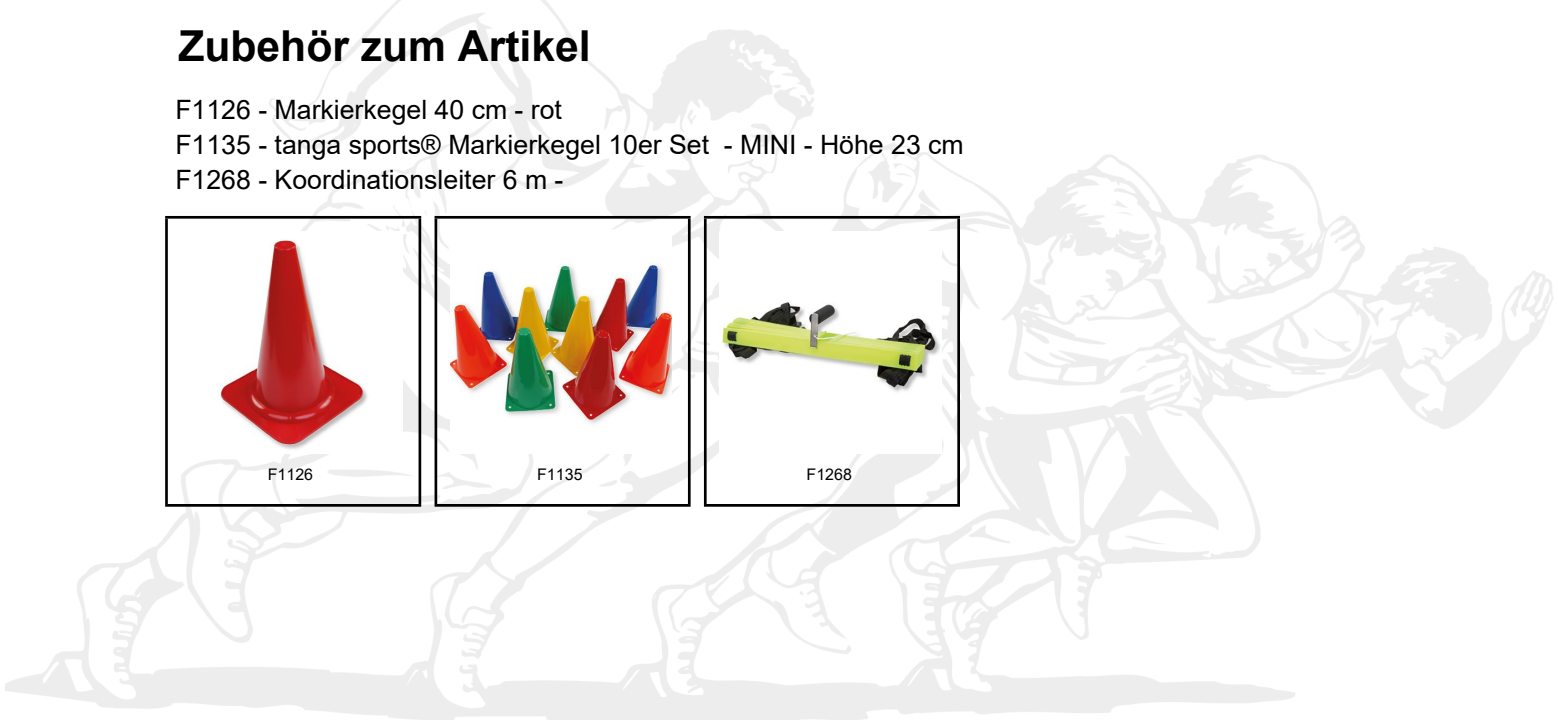 Zubehör zum Artikel
F1126 - Markierkegel 40 cm - rot
F1135 - tanga sports® Markierkegel 10er Set  - MINI - Höhe 23 cm
F1268 - Koordinationsleiter 6 m -
F1126
F1135
F1268